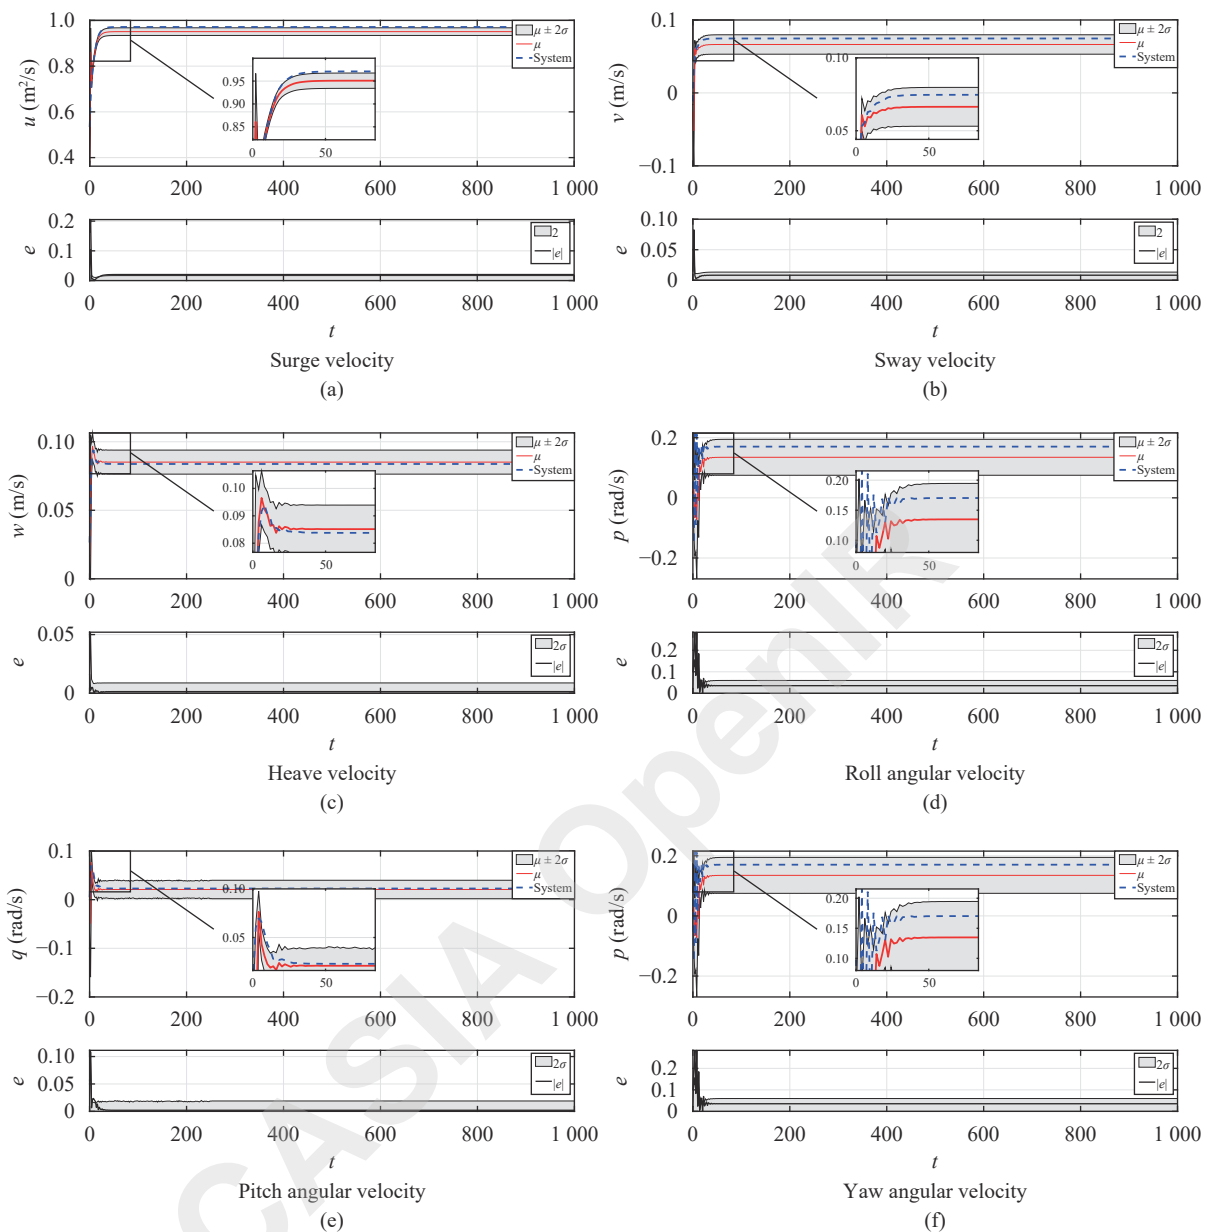 1.0
0.9
0.8
0.7
0.6
0.5
0.4
u (m²/s)
μ ± 2σ
μ
System
0.95
0.90
0.85
0
50
0
200
400
600
800
1 000
0.2
0.1
0
e
2
|e|
0
200
400
600
800
1 000
t
Surge velocity
(a)
0.1
0
−0.1
v (m/s)
μ ± 2σ
μ
System
0.10
0.05
0
50
0
200
400
600
800
1 000
0.10
0.05
0
e
2
|e|
0
200
400
600
800
1 000
t
Sway velocity
(b)
0.10
0.05
0
w (m/s)
μ ± 2σ
μ
System
0.10
0.09
0.08
0
50
0
200
400
600
800
1 000
0.05
0
e
2σ
|e|
0
200
400
600
800
1 000
t
Heave velocity
(c)
0.2
0
−0.2
p (rad/s)
μ ± 2σ
μ
System
0.20
0.15
0.10
0
50
0
200
400
600
800
1 000
0.2
0.1
0
e
2σ
|e|
0
200
400
600
800
1 000
t
Roll angular velocity
(d)
0.1
0
−0.1
−0.2
q (rad/s)
μ ± 2σ
μ
System
0.10
0.05
0
50
0
200
400
600
800
1 000
0.10
0.05
0
e
2σ
|e|
0
200
400
600
800
1 000
t
Pitch angular velocity
(e)
0.2
0
−0.2
p (rad/s)
μ ± 2σ
μ
System
0.20
0.15
0.10
0
50
0
200
400
600
800
1 000
0.2
0.1
0
e
2σ
|e|
0
200
400
600
800
1 000
t
Yaw angular velocity
(f)
CASIA OpenIR